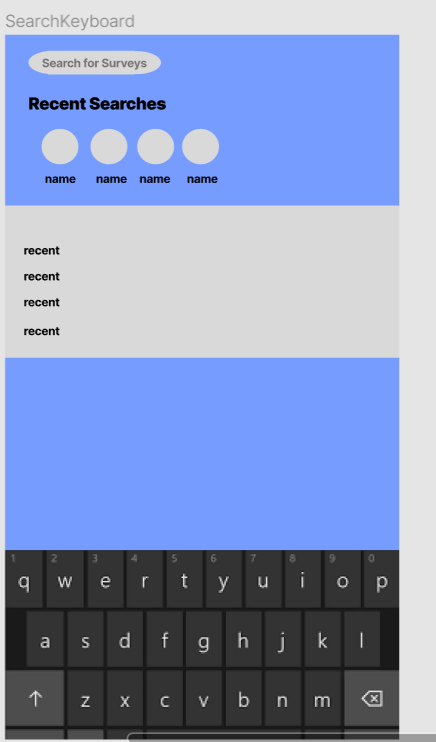 SearchKeyboard
Search for Surveys
Recent Searches
name name name name
recent
recent
recent
recent
1 2 3 4 5 6 7 8 9 0
q w e r t y u i o p
a s d f g h j k l
z x c v b n m